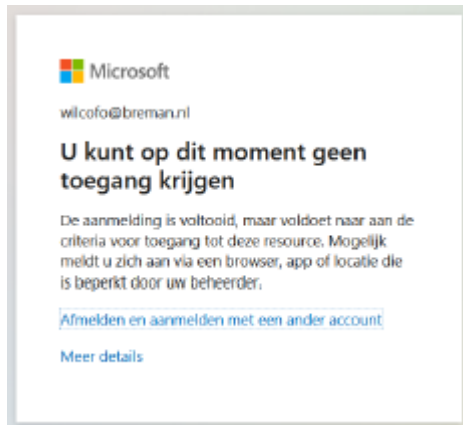 Microsoft
wilcofo@breman.nl
U kunt op dit moment geen
toegang krijgen
De aanmelding is voltooid, maar voldoet naar aan de
criteria voor toegang tot deze resource. Mogelijk
meldt u zich aan via een browser, app of locatie die
is beperkt door uw beheerder.
Afmelden en aanmelden met een ander account
Meer details